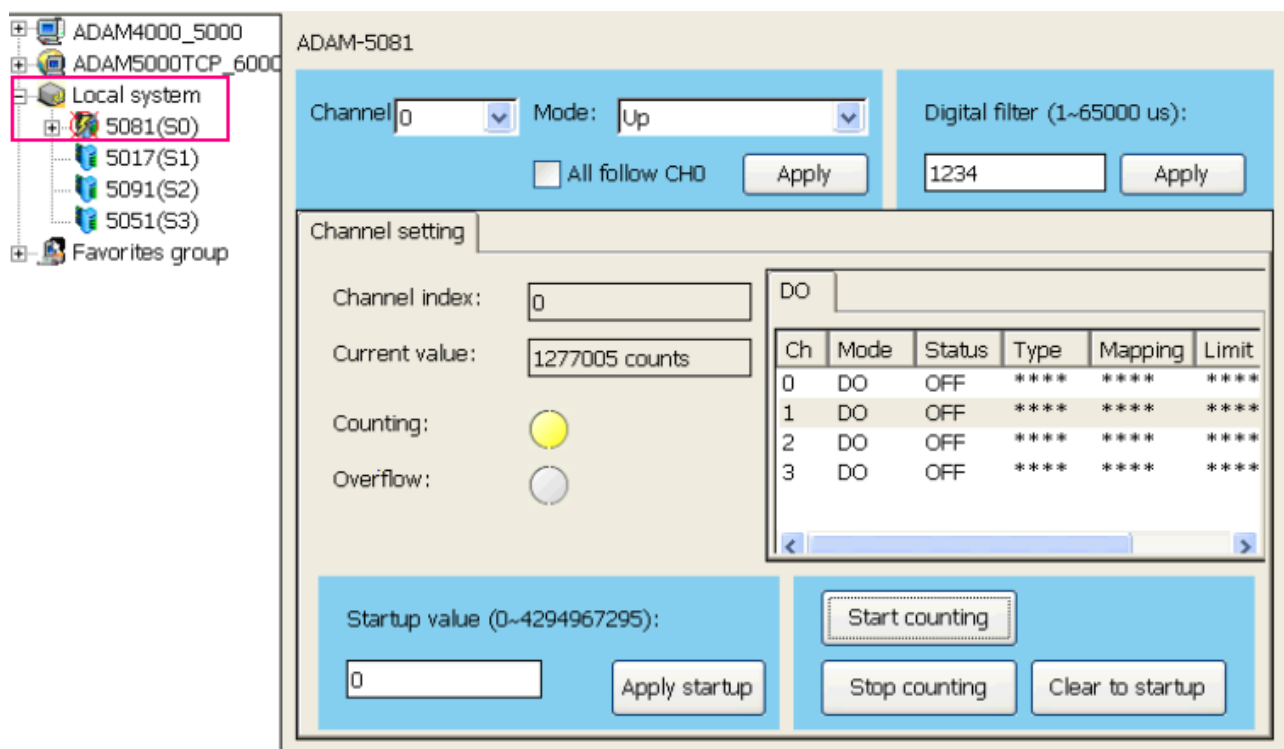 ADAM4000_5000
ADAM5000TCP_6000
Local system
5081(S0)
5017(S1)
5091(S2)
5051(S3)
Favorites group
ADAM-5081
Channel 0 Mode: Up
All follow CH0 Apply
Digital filter (1~65000 us):
1234 Apply
Channel setting
Channel index: 0
Current value: 1277005 counts
Counting:
Overflow:
DO
Ch Mode Status Type Mapping Limit
0 DO OFF **** **** ****
1 DO OFF **** **** ****
2 DO OFF **** **** ****
3 DO OFF **** **** ****
Startup value (0~4294967295):
0 Apply startup
Start counting
Stop counting Clear to startup